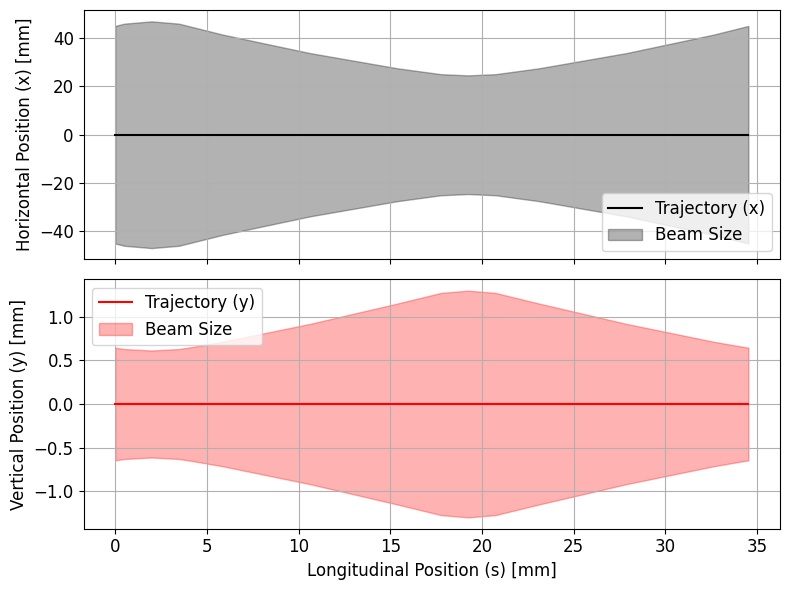 Horizontal Position (x) [mm]
40
20
0
−20
−40
Trajectory (x)
Beam Size
Vertical Position (y) [mm]
1.0
0.5
0.0
−0.5
−1.0
Trajectory (y)
Beam Size
0 5 10 15 20 25 30 35
Longitudinal Position (s) [mm]